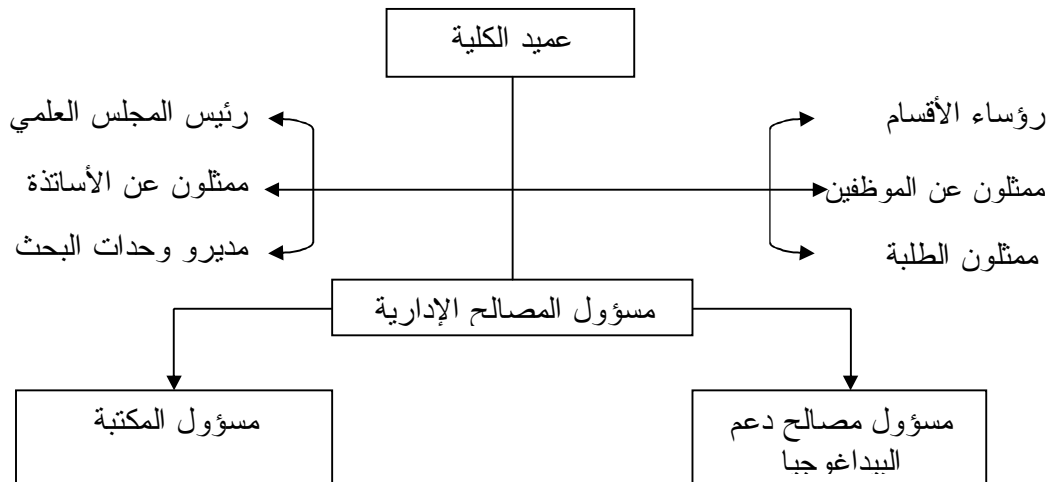 عميد الكلية
رؤساء الأقسام
رئيس المجلس العلمي
ممثلون عن الموظفين
ممثلون عن الأساتذة
ممثلون الطلبة
مديرو وحدات البحث
مسؤول المصالح الإدارية
مسؤول مصالح دعم
البيداغوجيا
مسؤول المكتبة